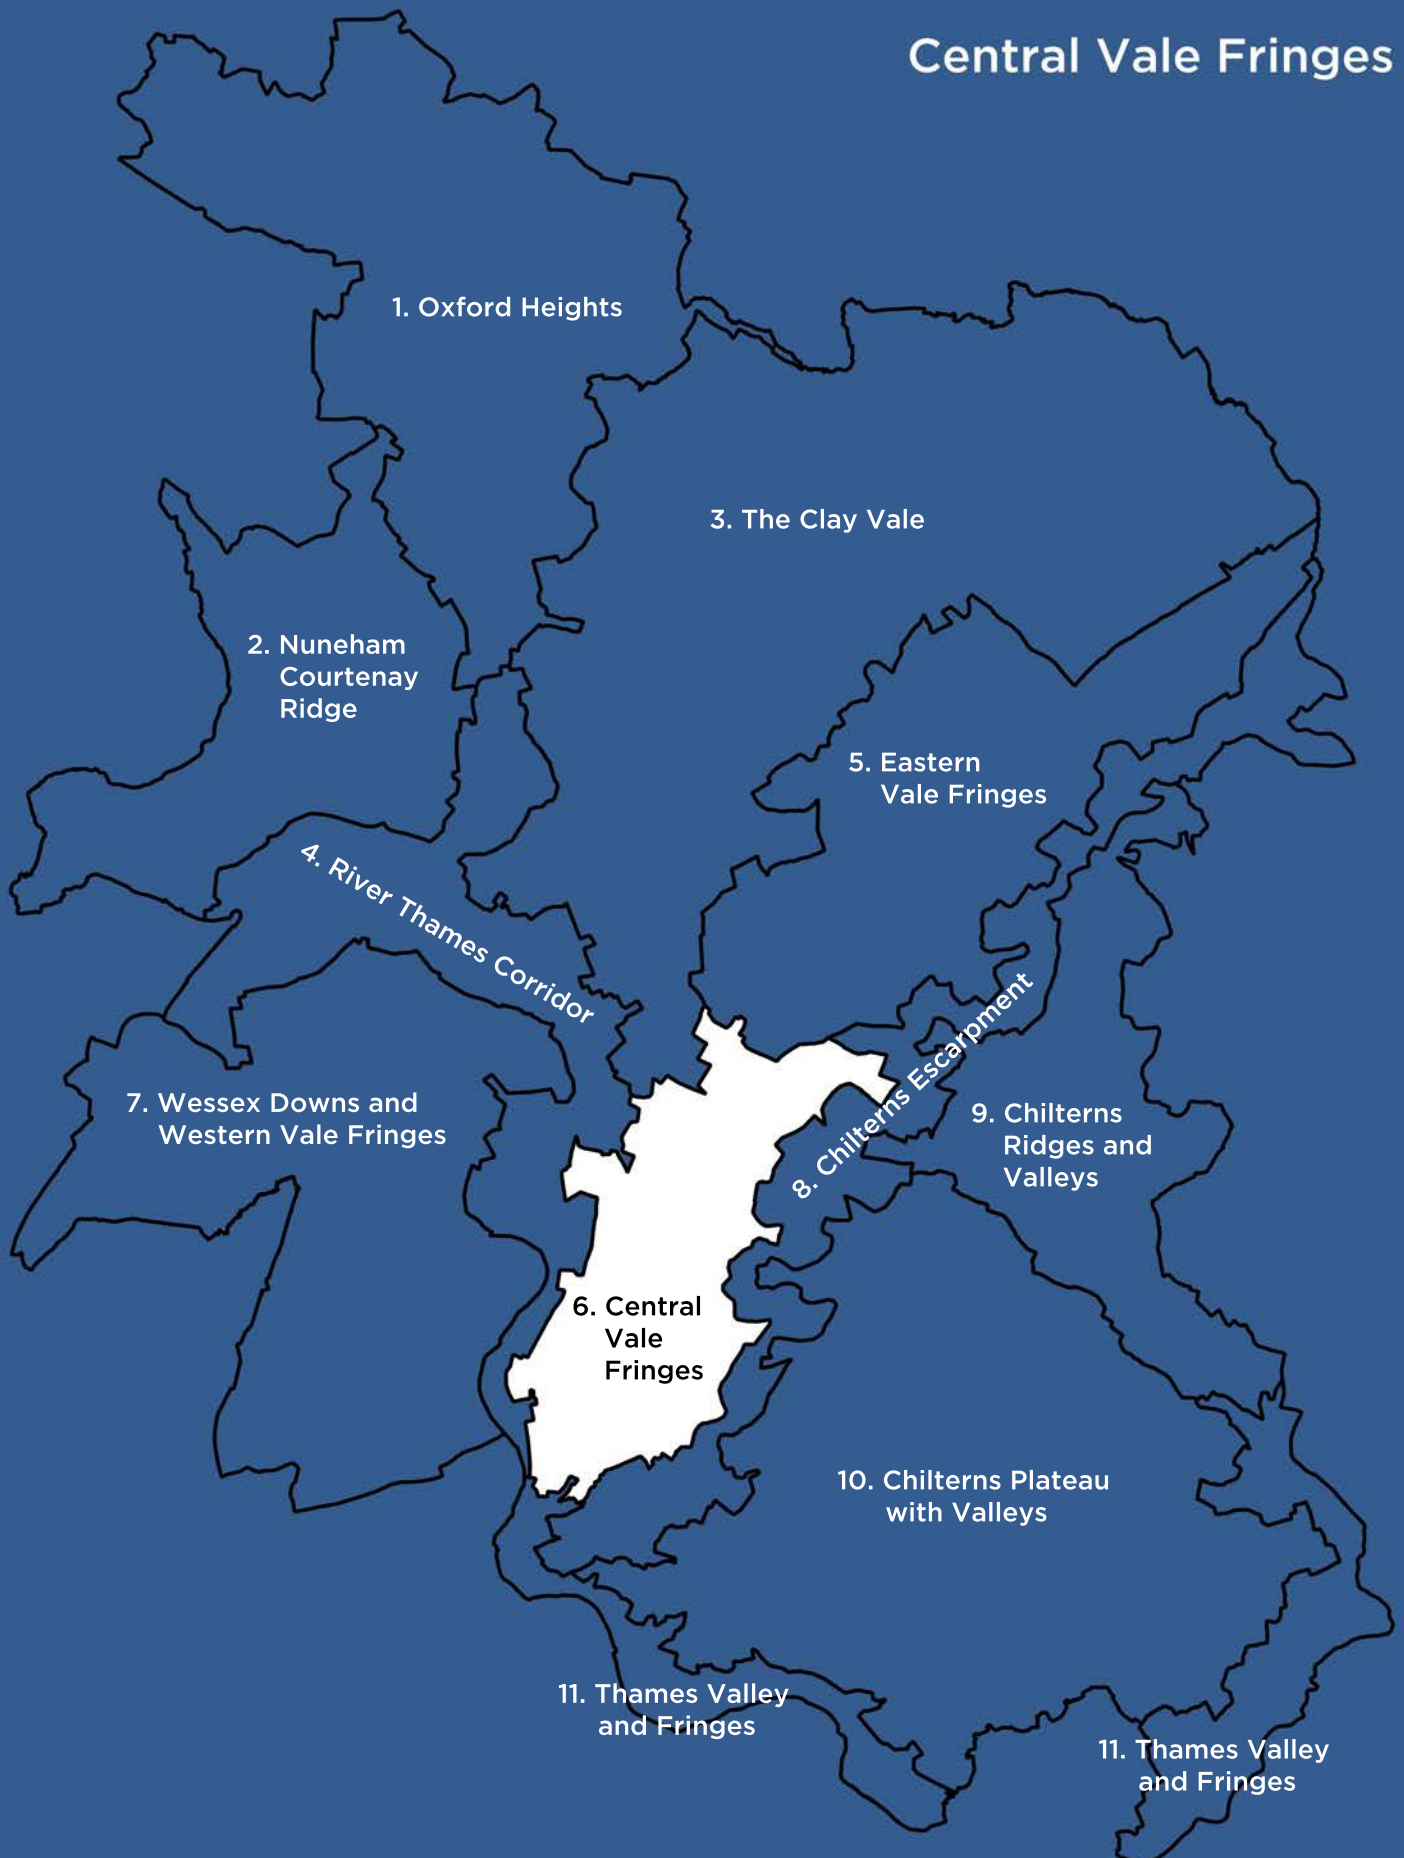 Central Vale Fringes
1. Oxford Heights
3. The Clay Vale
2. Nuneham
Courtenay
Ridge
5. Eastern
Vale Fringes
4. River Thames Corridor
7. Wessex Downs and
Western Vale Fringes
8. Chilterns Escarpment
9. Chilterns
Ridges and
Valleys
6. Central
Vale
Fringes
10. Chilterns Plateau
with Valleys
11. Thames Valley
and Fringes
11. Thames Valley
and Fringes